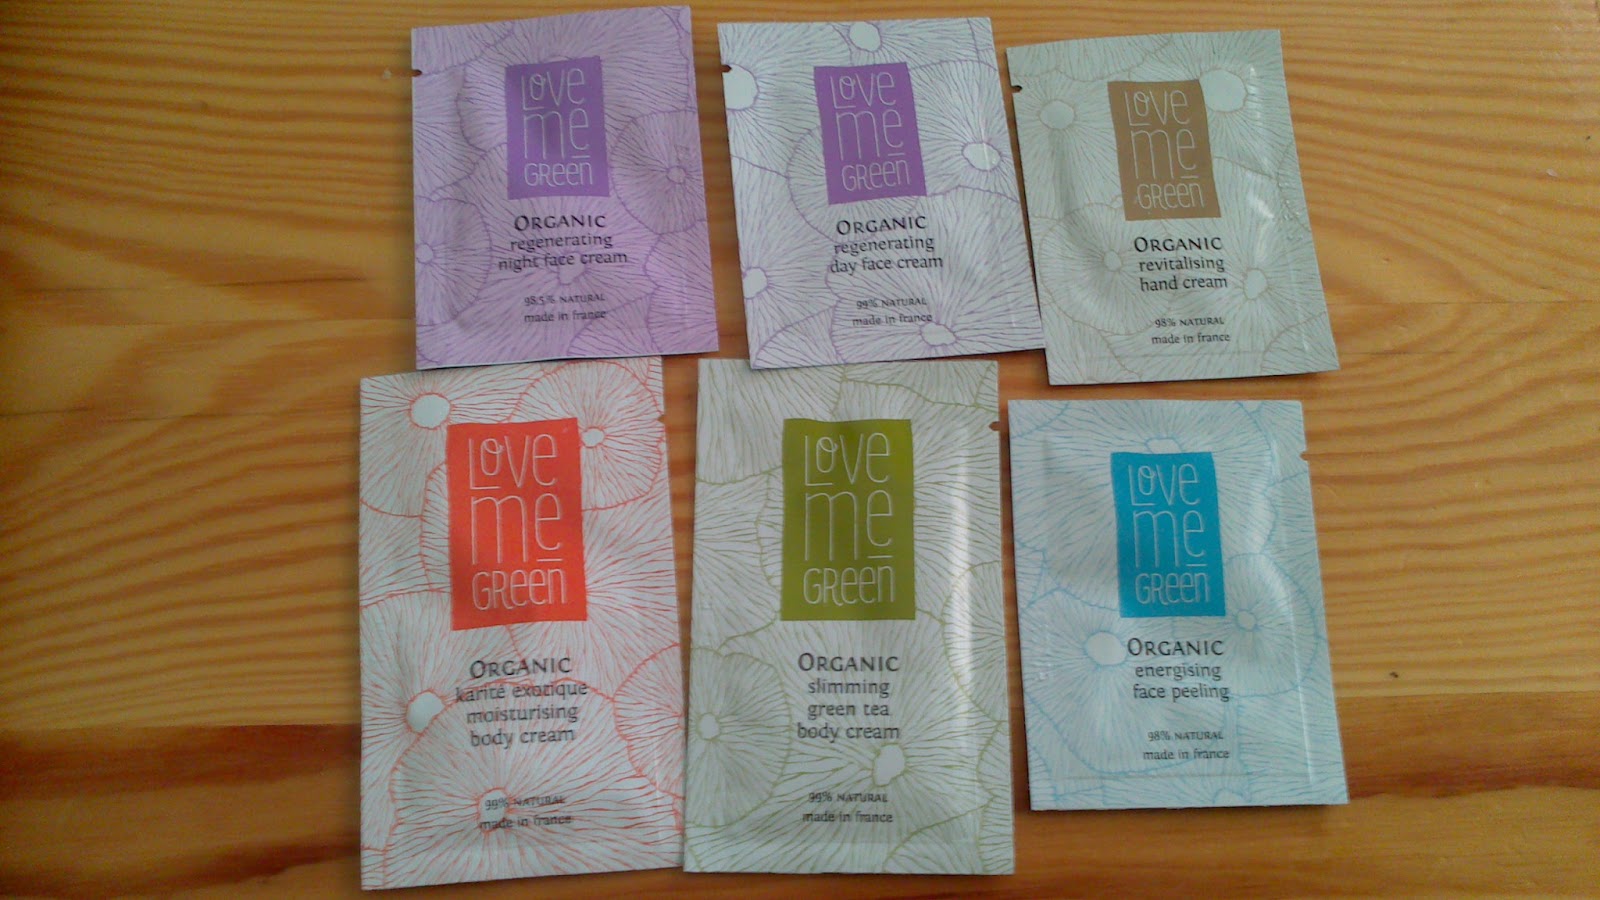 LOVE
me
GReen
ORGANIC
regenerating
night face cream
98.5% NATURAL
made in france
LOVE
me
GReen
ORGANIC
regenerating
day face cream
99% NATURAL
made in france
LOVE
me
GReen
ORGANIC
revitalising
hand cream
98% NATURAL
made in france
LOVE
me
GReen
ORGANIC
karité exotique
moisturising
body cream
99% NATURAL
made in france
LOVE
me
GReen
ORGANIC
slimming
green tea
body cream
99% NATURAL
made in france
LOVE
me
GReen
ORGANIC
energising
face peeling
98% NATURAL
made in france